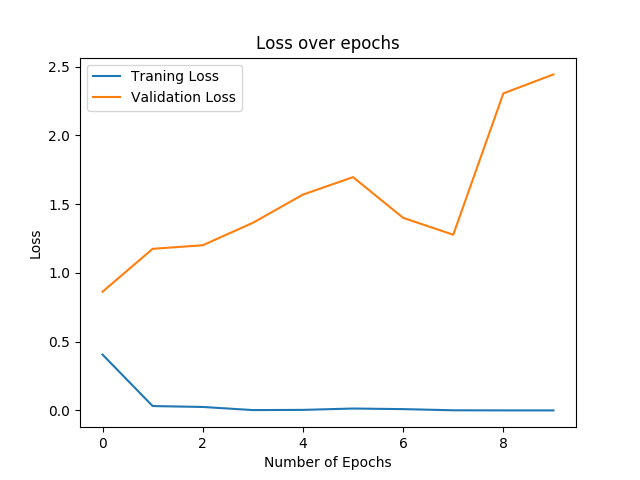 Loss over epochs
Traning Loss
Validation Loss
2.5
2.0
1.5
1.0
0.5
0.0
Loss
0 2 4 6 8
Number of Epochs